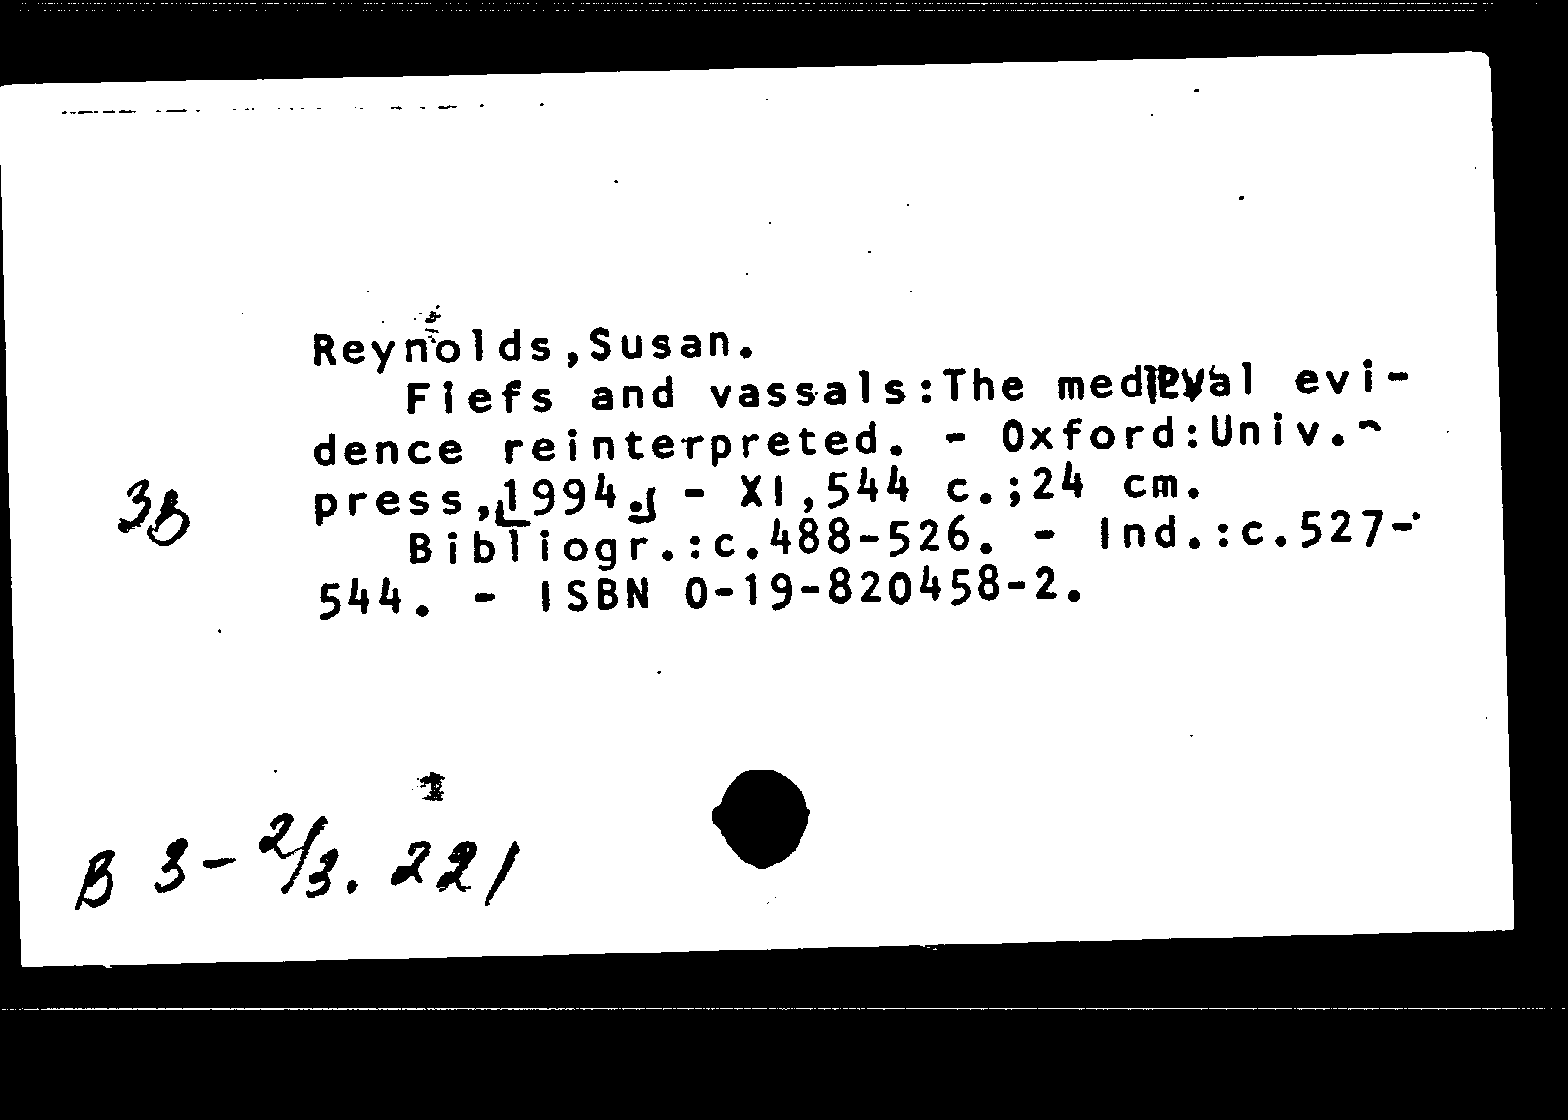 Reynolds,Susan.
Fiefs and vassals:The medieval evi-
dence reinterpreted. - Oxford:Univ.
press,1994. - XI,544 c.;24 cm.
Bibliogr.:c.488-526. - Ind.:c.527-
544. - ISBN 0-19-820458-2.
3в
В 3-2/3. 221